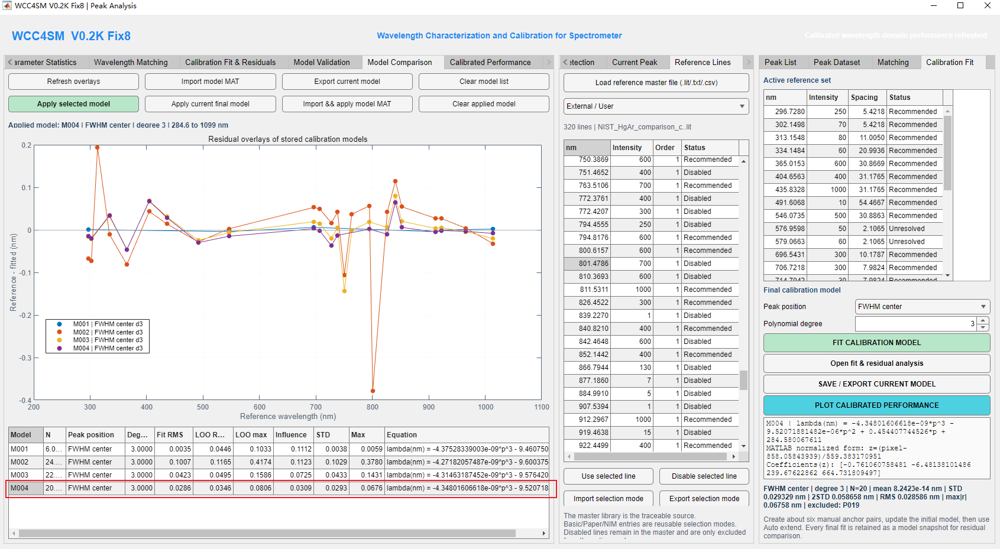 WCC4SM V0.2K Fix8 | Peak Analysis
WCC4SM  V0.2K Fix8
Wavelength Characterization and Calibration for Spectrometer
Calibrated wavelength-domain performance refreshed
arameter Statistics
Wavelength Matching
Calibration Fit & Residuals
Model Validation
Model Comparison
Calibrated Performance
Refresh overlays
Import model MAT
Export current model
Clear model list
Apply selected model
Apply current final model
Import && apply model MAT
Clear applied model
Applied model: M004 | FWHM center | degree 3 | 284.6 to 1099 nm
Residual overlays of stored calibration models
0.2
0.1
0
-0.1
-0.2
-0.3
-0.4
Reference - fitted (nm)
M001 | FWHM center d3
M002 | FWHM center d3
M003 | FWHM center d3
M004 | FWHM center d3
200 300 400 500 600 700 800 900 1000 1100
Reference wavelength (nm)
Model N Peak position Deg... Fit RMS LOO R... LOO max Influence STD Max Equation
M001 6.0... FWHM center 3.0000 0.0035 0.0446 0.1033 0.1112 0.0038 0.0059 lambda(nm) = -4.37528339003e-09*p^3 - 9.460750
M002 24.... FWHM center 3.0000 0.1007 0.1165 0.4174 0.1123 0.1029 0.3780 lambda(nm) = -4.27182057487e-09*p^3 - 9.600375
M003 22.... FWHM center 3.0000 0.0423 0.0495 0.1586 0.0725 0.0433 0.1431 lambda(nm) = -4.31463187452e-09*p^3 - 9.576420
M004 20.... FWHM center 3.0000 0.0286 0.0346 0.0806 0.0309 0.0293 0.0676 lambda(nm) = -4.34801606618e-09*p^3 - 9.520718
etection
Current Peak
Reference Lines
Load reference master file (.lit/.txt/.csv)
External / User
320 lines | NIST_HgAr_comparison_c..lit
nm Intensity Order Status
750.3869 600 1 Recommended
751.4652 400 1 Disabled
763.5106 700 1 Recommended
772.3761 400 1 Disabled
772.4207 300 1 Disabled
794.4555 250 1 Disabled
794.8176 600 1 Recommended
800.6157 600 1 Recommended
801.4786 700 1 Disabled
810.3693 600 1 Disabled
811.5311 1000 1 Recommended
826.4522 300 1 Recommended
839.2270 1 1 Disabled
840.8210 400 1 Recommended
842.4648 600 1 Disabled
852.1442 400 1 Recommended
866.7944 130 1 Disabled
877.1860 7 1 Disabled
884.9910 5 1 Disabled
907.5394 1 1 Disabled
912.2967 1000 1 Recommended
919.4638 15 1 Disabled
922.4499 400 1 Recommended
Use selected line
Disable selected line
Import selection mode
Export selection mode
The master library is the traceable source.
Basic/Paper/NIM entries are reusable selection modes.
Disabled lines remain in the master and are only excluded
Peak List
Peak Dataset
Matching
Calibration Fit
Active reference set
nm Intensity Spacing Status
296.7280 250 5.4218 Recommended
302.1498 70 5.4218 Recommended
313.1548 80 11.0050 Recommended
334.1484 60 20.9936 Recommended
365.0153 600 30.8669 Recommended
404.6563 400 31.1765 Recommended
435.8328 1000 31.1765 Recommended
491.6068 10 54.4667 Recommended
546.0735 500 30.8863 Recommended
576.9598 50 2.1065 Unresolved
579.0663 60 2.1065 Unresolved
696.5431 300 10.1787 Recommended
706.7218 300 7.9824 Recommended
714.7042 30 7.9824 Recommended
Final calibration model
Peak position
FWHM center
Polynomial degree
3
FIT CALIBRATION MODEL
Open fit & residual analysis
SAVE / EXPORT CURRENT MODEL
PLOT CALIBRATED PERFORMANCE
M004 | lambda(nm) = -4.34801606618e-09*p^3 -
9.52071881482e-06*p^2 + 0.454407744526*p +
284.580067611
MATLAB normalized form: z=(pixel-
858.05843939)/559.383170951
Coefficients(z): [-0.761060758481 -6.48138101486
239.67622862 664.731809497]
FWHM center | degree 3 | N=20 | mean 8.2423e-14 nm | STD
0.029329 nm | 2STD 0.058658 nm | RMS 0.028586 nm | max|r|
0.06758 nm | excluded: P019
Create about six manual anchor pairs, update the initial model, then use
Auto extend. Every final fit is retained as a model snapshot for residual
comparison.